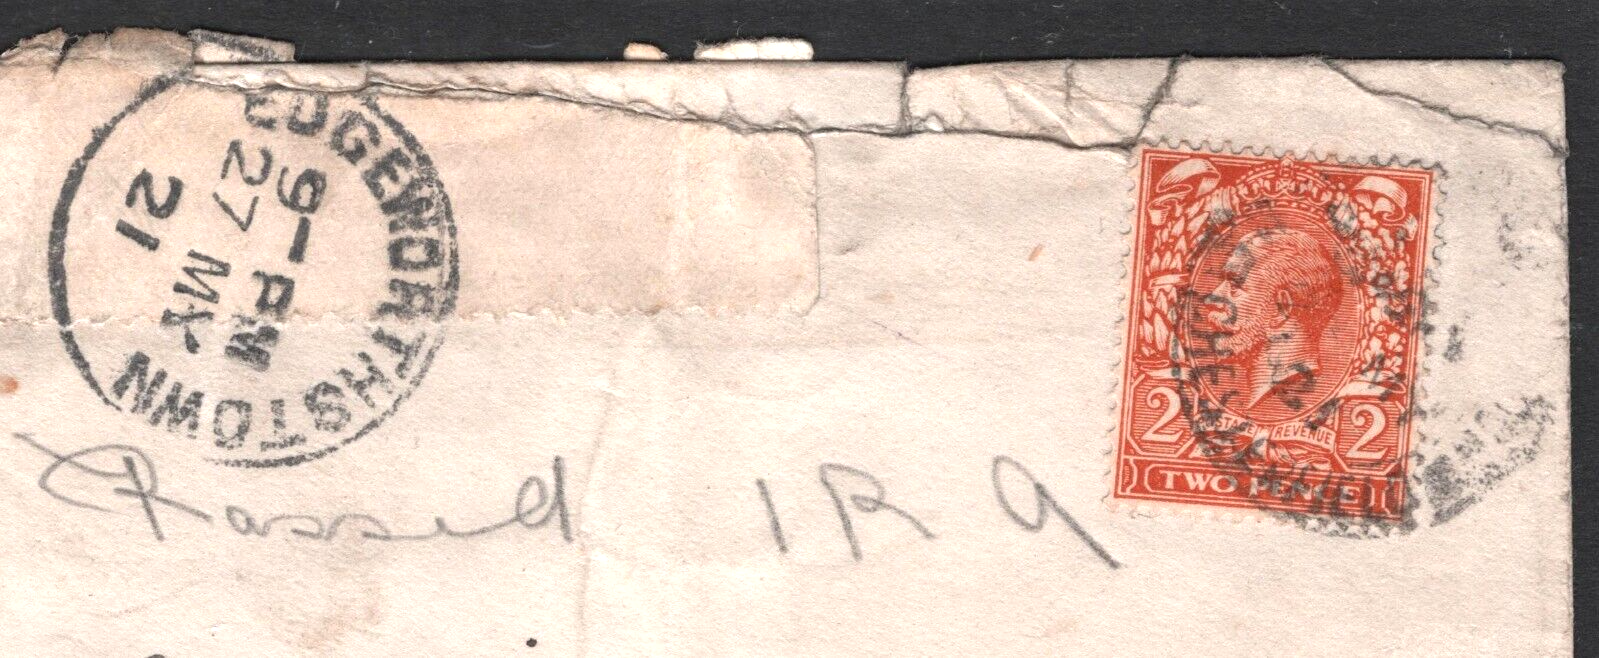 EDGEWORTHSTOWN
9-PM
27 MY
21
Passed IRA
POSTAGE REVENUE
2 2
TWO PENCE